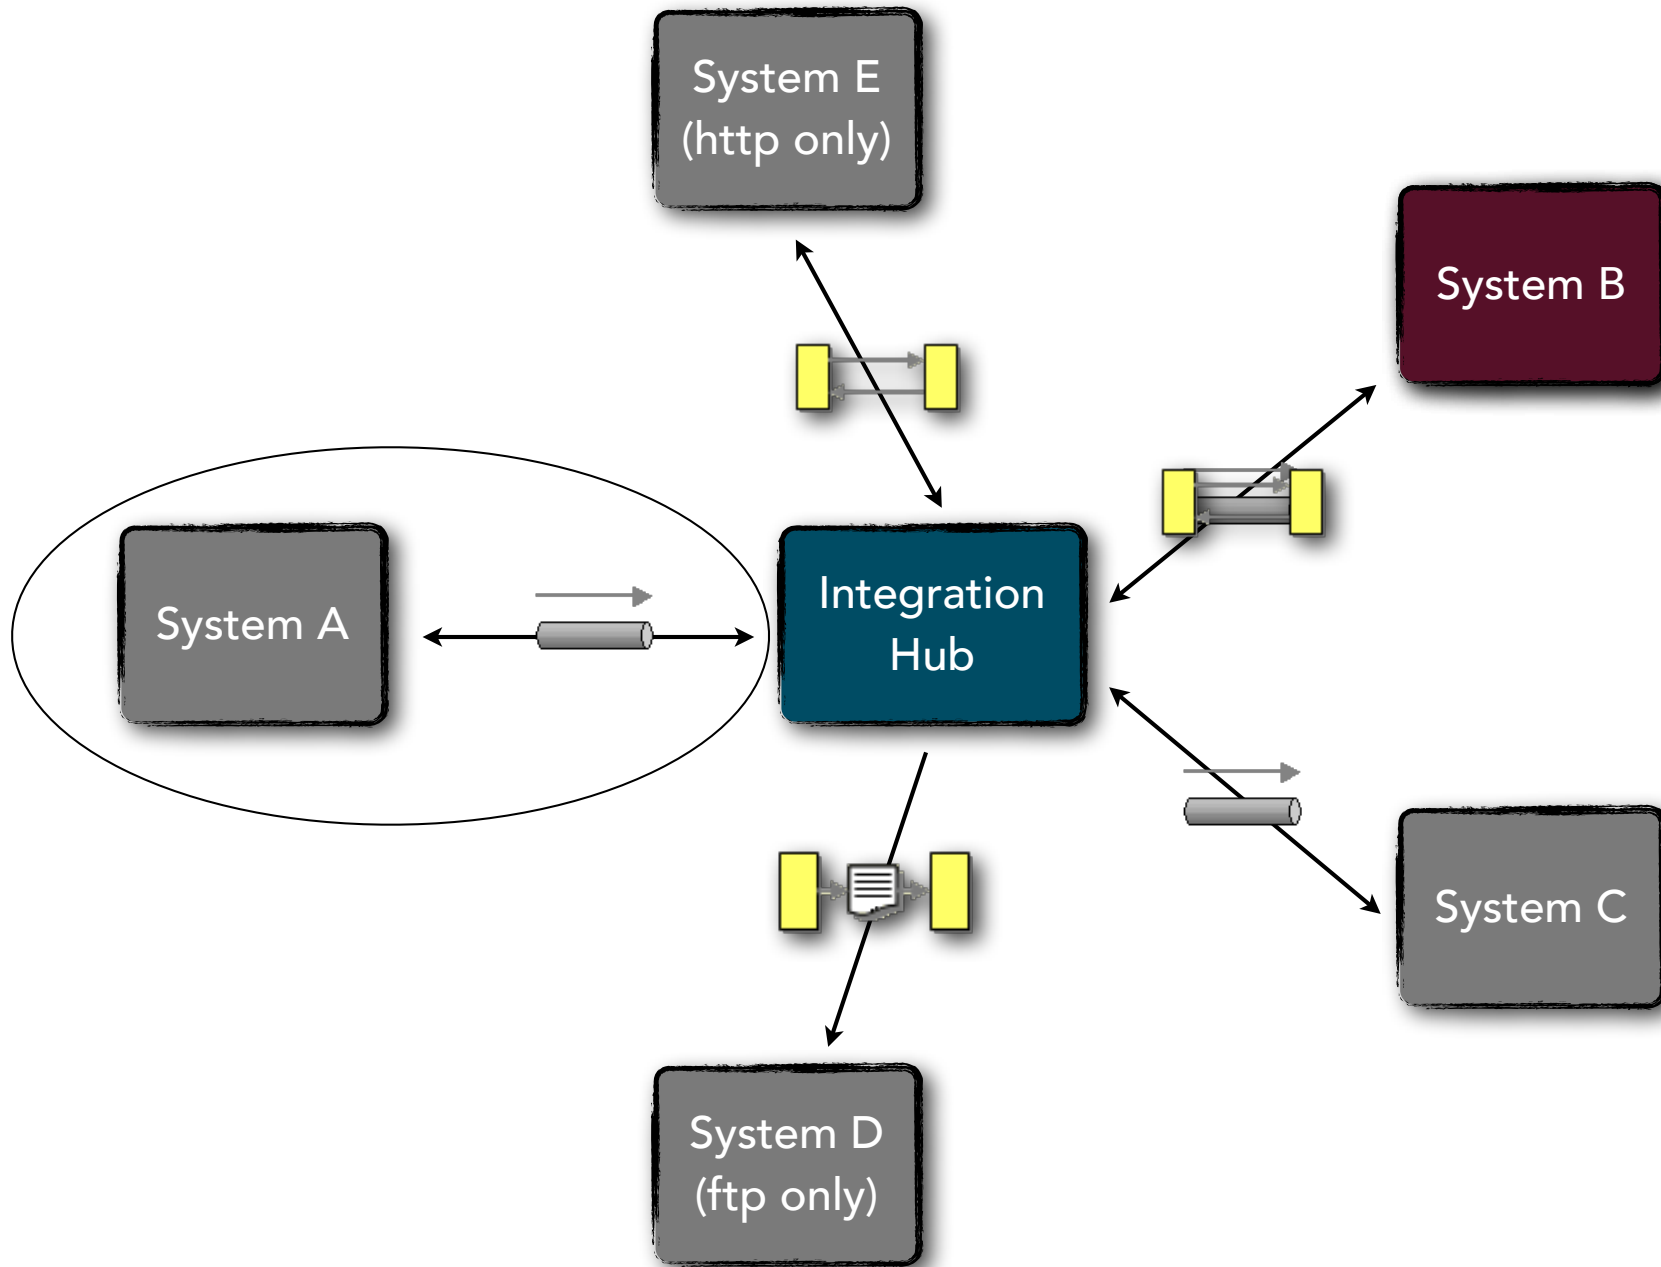 System E
(http only)
System B
System A
Integration
Hub
System C
System D
(ftp only)